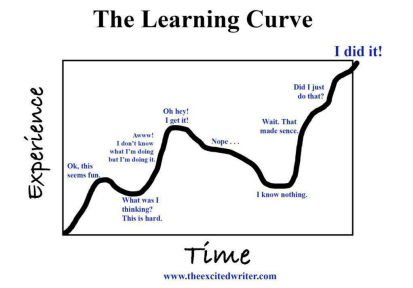 The Learning Curve
I did it!
Did I just
do that?
Oh hey!
I get it!
Wait. That
made sence.
Awww!
I don't know
what I'm doing
but I'm doing it.
Nope . . .
Ok, this
seems fun.
What was I
thinking?
This is hard.
I know nothing.
Experience
Time
www.theexcitedwriter.com